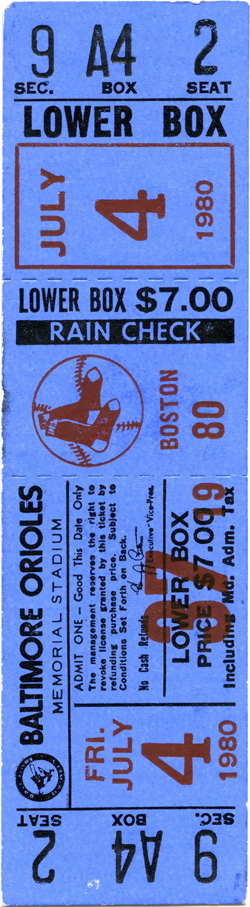 9 A4 2
SEC. BOX SEAT
LOWER BOX
JULY
4
1980
LOWER BOX $7.00
RAIN CHECK
BOSTON
80
BALTIMORE ORIOLES
MEMORIAL STADIUM
ADMIT ONE — Good This Date Only
The management reserves the right to
revoke license granted by this ticket by
refunding purchase price. Subject to
Conditions Set Forth on Back.
No Cash Refunds
Executive-Vice-Pres.
LOWER BOX
PRICE $7.00
Including Md. Adm. Tax
FRI.
JULY
4
1980
SEC. BOX SEAT
9 A4 2